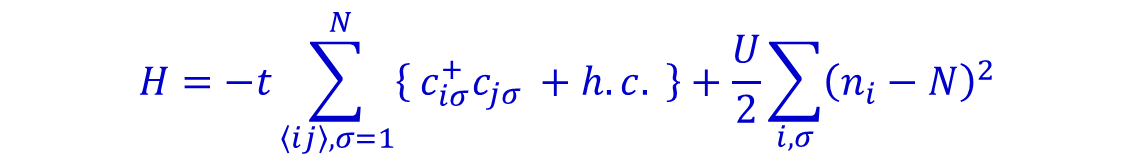 H = −t ∑_{⟨ij⟩,σ=1}^{N} { c_{iσ}^{+} c_{jσ} + h.c. } + \frac{U}{2} ∑_{i,σ} (n_i − N)^2